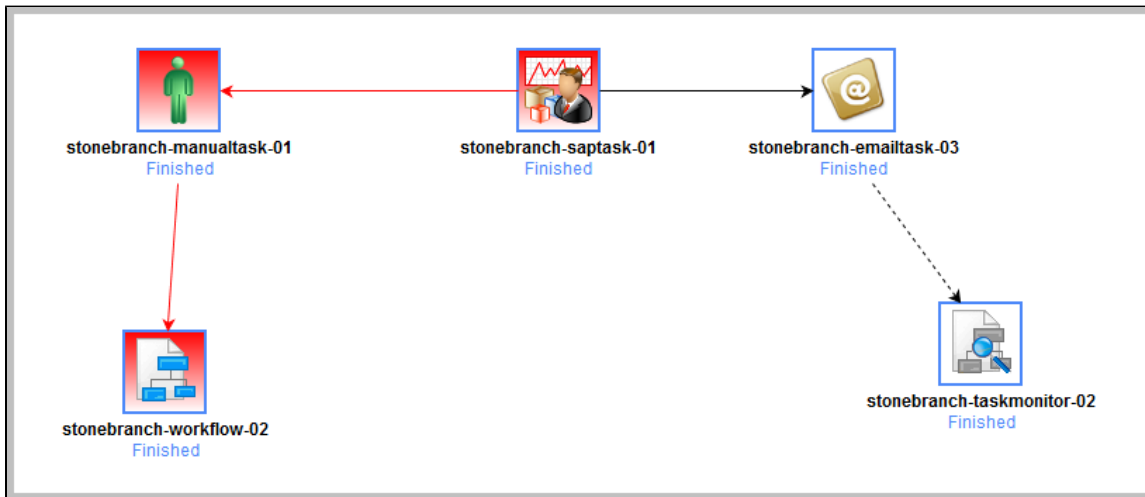 stonebranch-manualtask-01
Finished
stonebranch-saptask-01
Finished
@
stonebranch-emailtask-03
Finished
stonebranch-workflow-02
Finished
stonebranch-taskmonitor-02
Finished